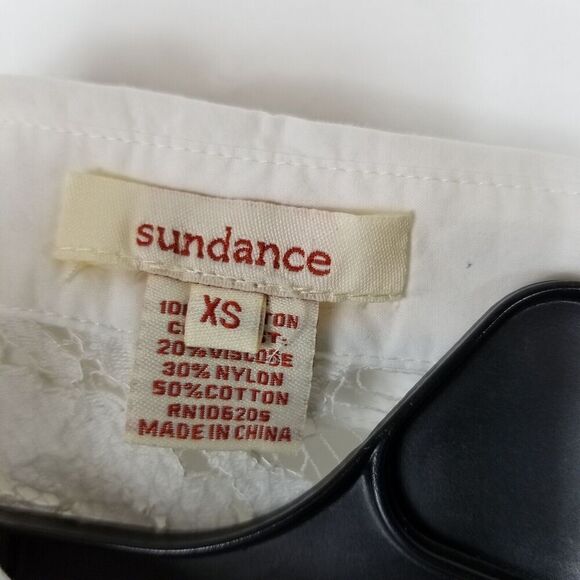 sundance
XS
20% VISCOSE
30% NYLON
50% COTTON
RN106205
MADE IN CHINA